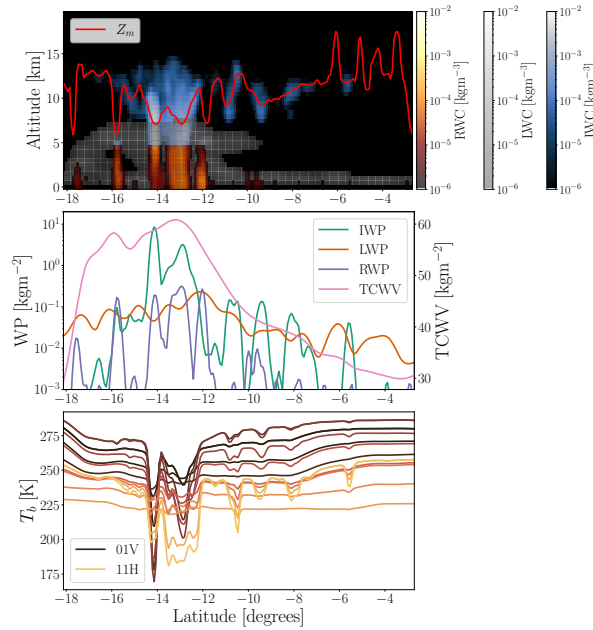 Z_m
Altitude [km]
15
10
5
0
−18 −16 −14 −12 −10 −8 −6 −4
10^−2
10^−3
10^−4
10^−5
10^−6
RWC [kgm^−3]
10^−2
10^−3
10^−4
10^−5
10^−6
LWC [kgm^−3]
10^−2
10^−3
10^−4
10^−5
10^−6
IWC [kgm^−3]
WP [kgm^−2]
10^1
10^0
10^−1
10^−2
10^−3
IWP
LWP
RWP
TCWV
60
50
40
30
TCWV [kgm^−2]
−18 −16 −14 −12 −10 −8 −6 −4
T_b [K]
275
250
225
200
175
01V
11H
−18 −16 −14 −12 −10 −8 −6 −4
Latitude [degrees]